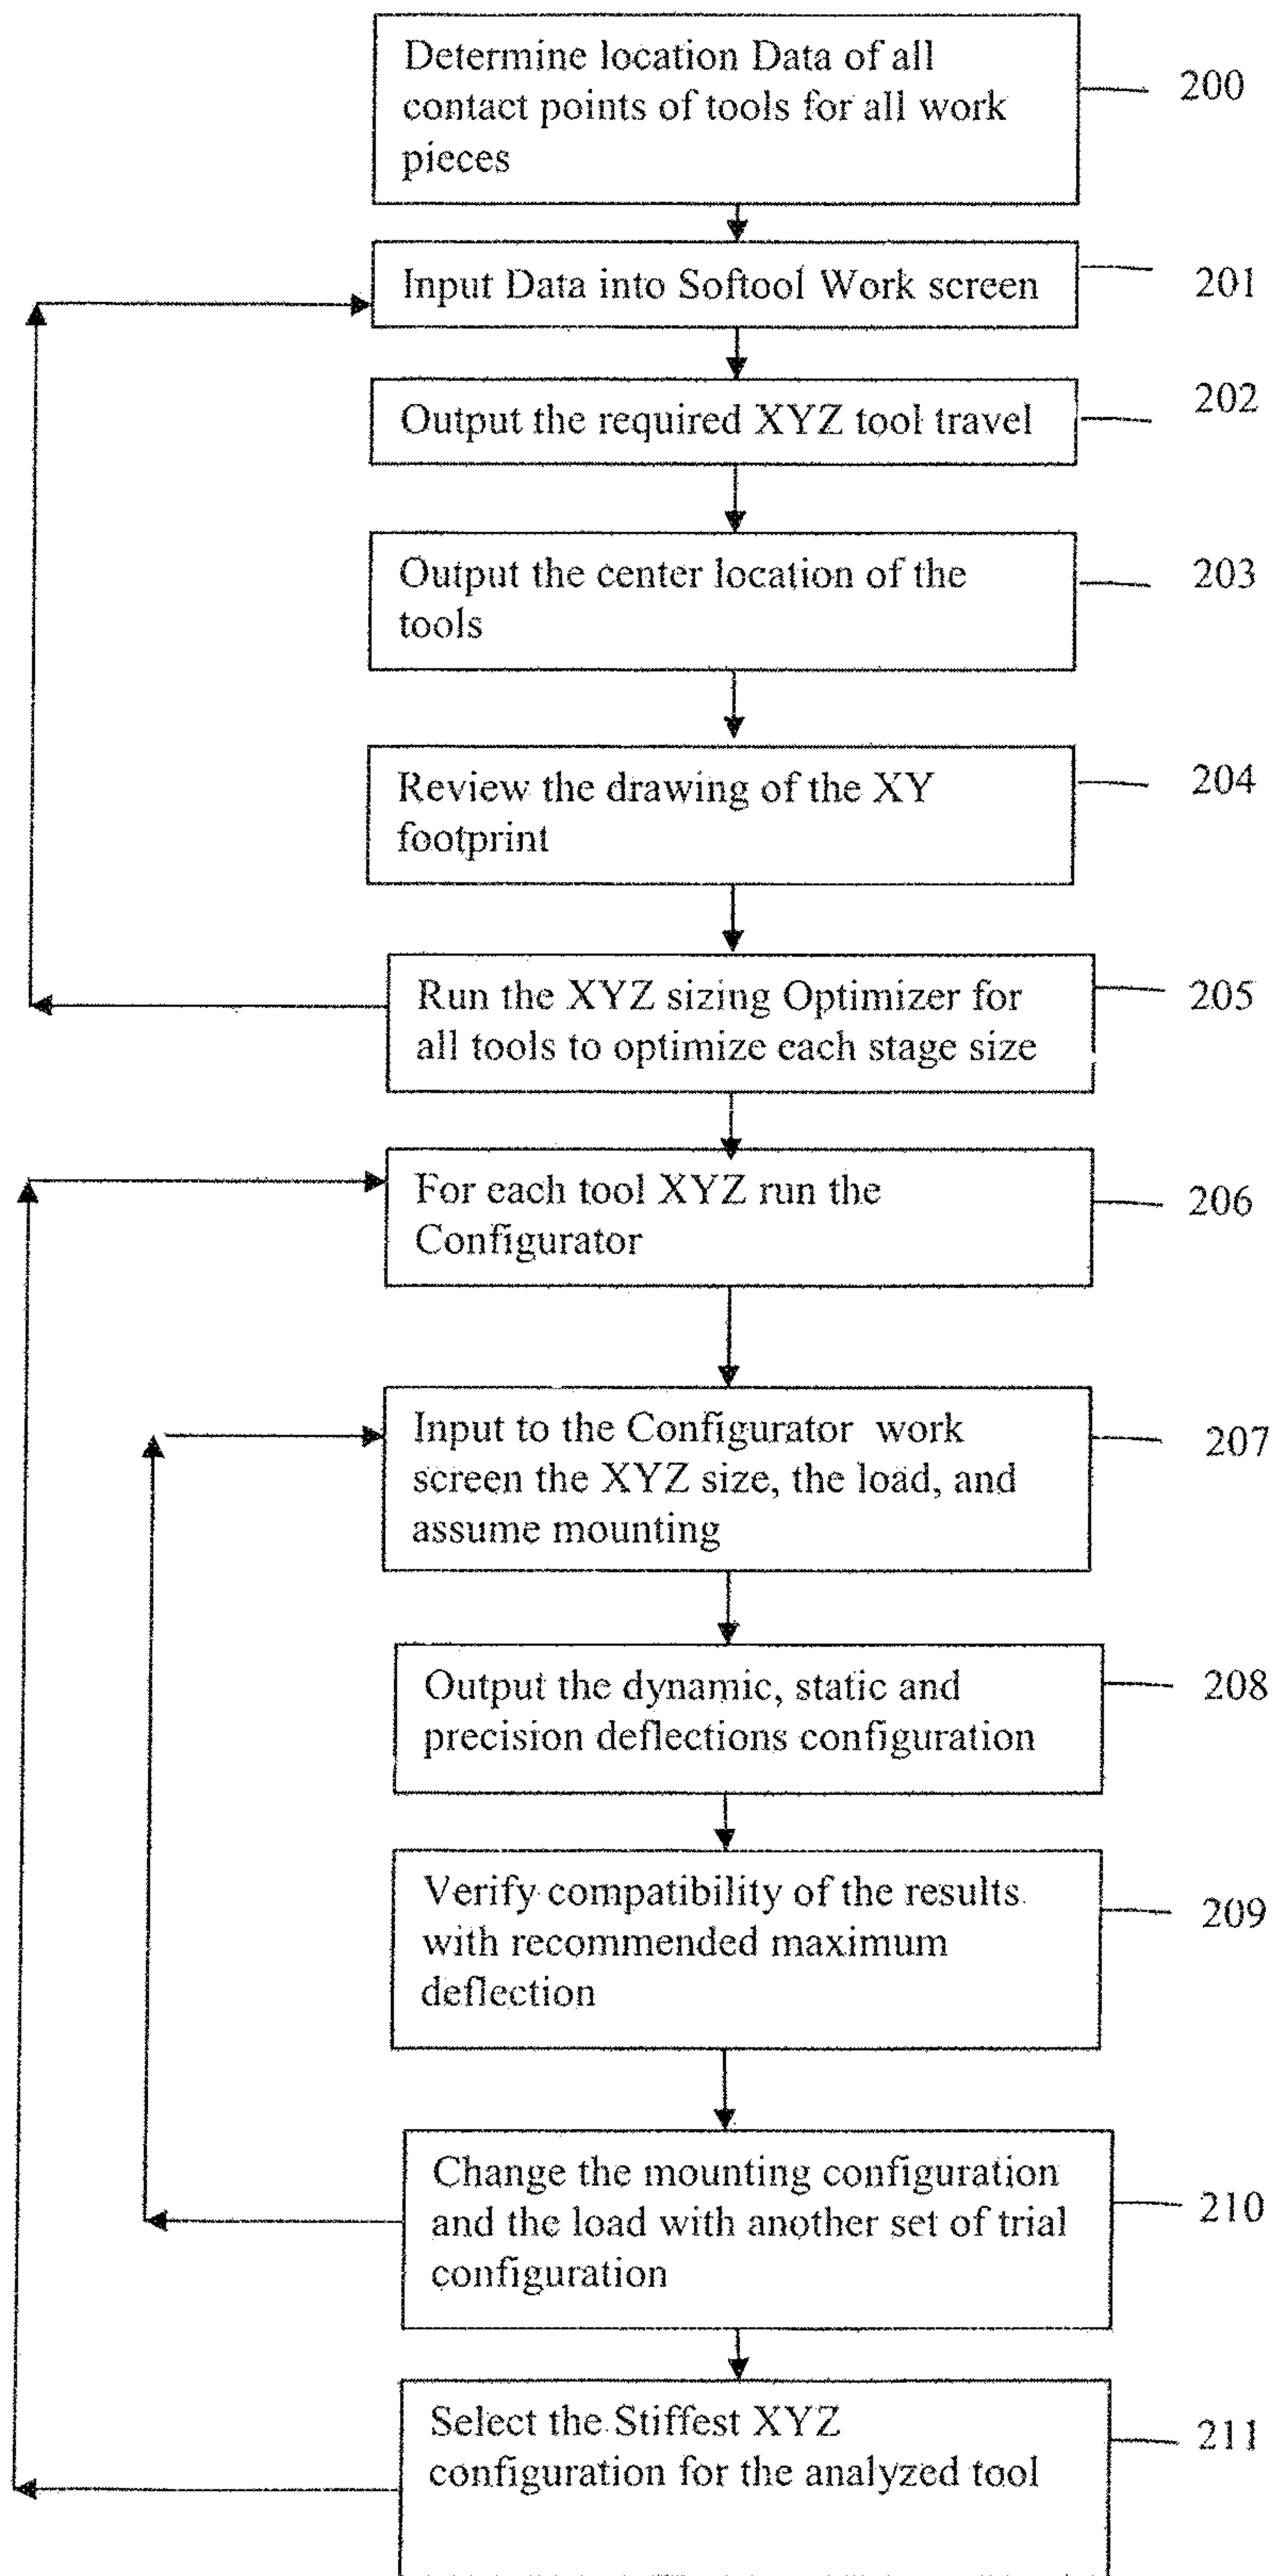 Determine location Data of all
contact points of tools for all work
pieces
200
Input Data into Softool Work screen
201
Output the required XYZ tool travel
202
Output the center location of the
tools
203
Review the drawing of the XY
footprint
204
Run the XYZ sizing Optimizer for
all tools to optimize each stage size
205
For each tool XYZ run the
Configurator
206
Input to the Configurator work
screen the XYZ size, the load, and
assume mounting
207
Output the dynamic, static and
precision deflections configuration
208
Verify compatibility of the results
with recommended maximum
deflection
209
Change the mounting configuration
and the load with another set of trial
configuration
210
Select the Stiffest XYZ
configuration for the analyzed tool
211